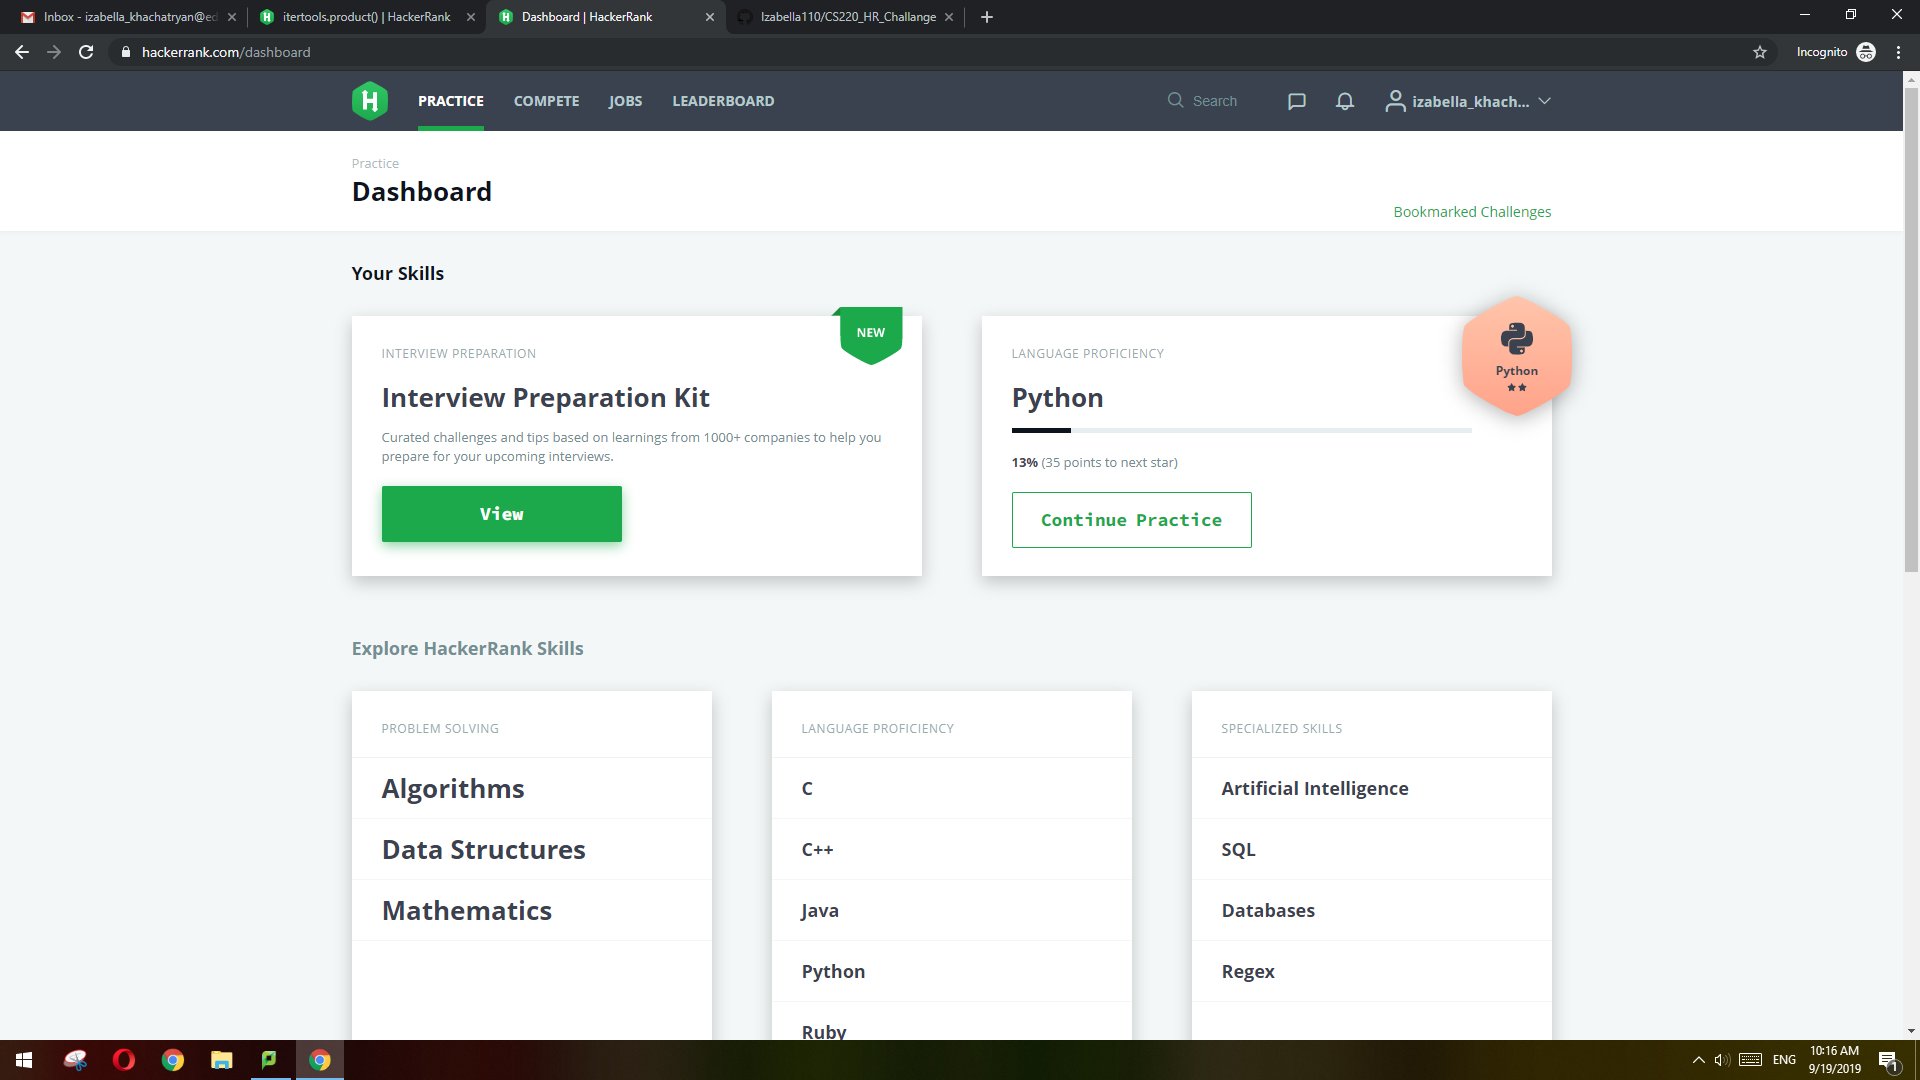 Inbox - izabella_khachatryan@ed
itertools.product() | HackerRank
Dashboard | HackerRank
Izabella110/CS220_HR_Challange
hackerrank.com/dashboard
Incognito
H
PRACTICE
COMPETE
JOBS
LEADERBOARD
Search
izabella_khach...
Practice
Dashboard
Bookmarked Challenges
Your Skills
NEW
INTERVIEW PREPARATION
Interview Preparation Kit
Curated challenges and tips based on learnings from 1000+ companies to help you
prepare for your upcoming interviews.
View
LANGUAGE PROFICIENCY
Python
13% (35 points to next star)
Continue Practice
Python
Explore HackerRank Skills
PROBLEM SOLVING
Algorithms
Data Structures
Mathematics
LANGUAGE PROFICIENCY
C
C++
Java
Python
Ruby
SPECIALIZED SKILLS
Artificial Intelligence
SQL
Databases
Regex
ENG
10:16 AM
9/19/2019
1